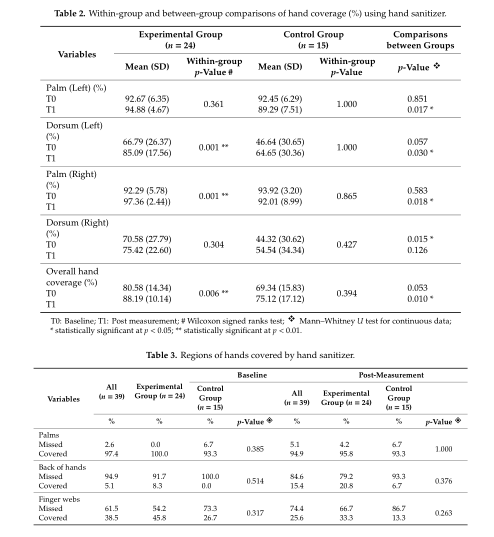 Table 2. Within-group and between-group comparisons of hand coverage (%) using hand sanitizer.
Variables Experimental Group (n = 24) Control Group (n = 15) Comparisons between Groups
Mean (SD) Within-group p-Value # Mean (SD) Within-group p-Value p-Value ❖
Palm (Left) (%)
T0 92.67 (6.35) 0.361 92.45 (6.29) 1.000 0.851
T1 94.88 (4.67) 89.29 (7.51) 0.017 *
Dorsum (Left)
(%)
T0 66.79 (26.37) 0.001 ** 46.64 (30.65) 1.000 0.057
T1 85.09 (17.56) 64.65 (30.36) 0.030 *
Palm (Right)
(%)
T0 92.29 (5.78) 0.001 ** 93.92 (3.20) 0.865 0.583
T1 97.36 (2.44)) 92.01 (8.99) 0.018 *
Dorsum (Right)
(%)
T0 70.58 (27.79) 0.304 44.32 (30.62) 0.427 0.015 *
T1 75.42 (22.60) 54.54 (34.34) 0.126
Overall hand
coverage (%)
T0 80.58 (14.34) 0.006 ** 69.34 (15.83) 0.394 0.053
T1 88.19 (10.14) 75.12 (17.12) 0.010 *
T0: Baseline; T1: Post measurement; # Wilcoxon signed ranks test; ❖ Mann–Whitney U test for continuous data;
* statistically significant at p < 0.05; ** statistically significant at p < 0.01.
Table 3. Regions of hands covered by hand sanitizer.
Baseline Post-Measurement
Variables All (n = 39) Experimental Group (n = 24) Control Group (n = 15) All (n = 39) Experimental Group (n = 24) Control Group (n = 15)
% % % p-Value ◈ % % % p-Value ◈
Palms
Missed 2.6 0.0 6.7 0.385 5.1 4.2 6.7 1.000
Covered 97.4 100.0 93.3 94.9 95.8 93.3
Back of hands
Missed 94.9 91.7 100.0 0.514 84.6 79.2 93.3 0.376
Covered 5.1 8.3 0.0 15.4 20.8 6.7
Finger webs
Missed 61.5 54.2 73.3 0.317 74.4 66.7 86.7 0.263
Covered 38.5 45.8 26.7 25.6 33.3 13.3